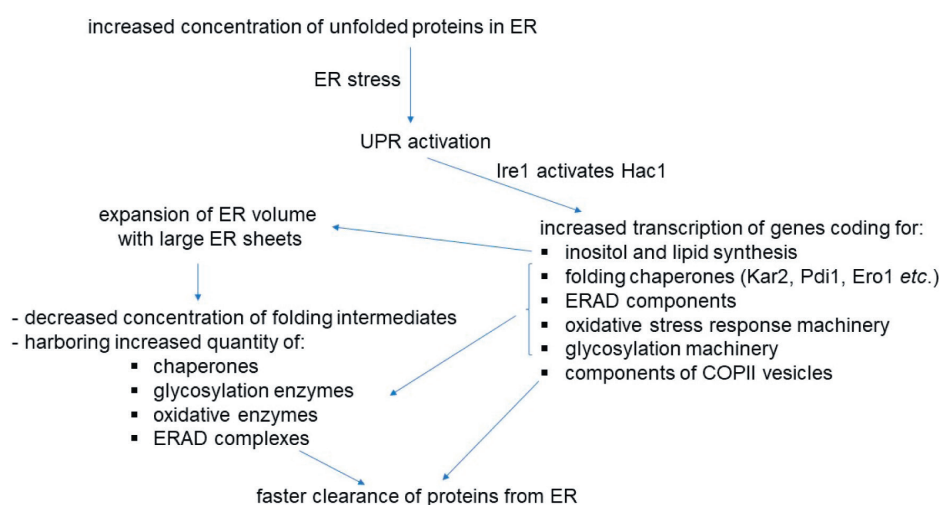 increased concentration of unfolded proteins in ER
ER stress
UPR activation
Ire1 activates Hac1
expansion of ER volume
with large ER sheets
increased transcription of genes coding for:
▪ inositol and lipid synthesis
▪ folding chaperones (Kar2, Pdi1, Ero1 etc.)
▪ ERAD components
▪ oxidative stress response machinery
▪ glycosylation machinery
▪ components of COPII vesicles
- decreased concentration of folding intermediates
- harboring increased quantity of:
▪ chaperones
▪ glycosylation enzymes
▪ oxidative enzymes
▪ ERAD complexes
faster clearance of proteins from ER